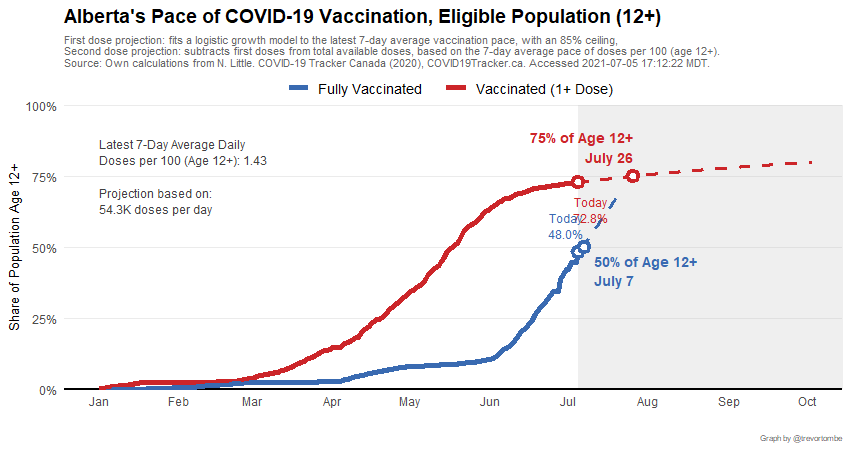 Alberta's Pace of COVID-19 Vaccination, Eligible Population (12+)
First dose projection: fits a logistic growth model to the latest 7-day average vaccination pace, with an 85% ceiling,
Second dose projection: subtracts first doses from total available doses, based on the 7-day average pace of doses per 100 (age 12+).
Source: Own calculations from N. Little. COVID-19 Tracker Canada (2020), COVID19Tracker.ca. Accessed 2021-07-05 17:12:22 MDT.
Fully Vaccinated
Vaccinated (1+ Dose)
Share of Population Age 12+
100%
75%
50%
25%
0%
Latest 7-Day Average Daily
Doses per 100 (Age 12+): 1.43
Projection based on:
54.3K doses per day
75% of Age 12+
July 26
Today
72.8%
Today
48.0%
50% of Age 12+
July 7
Jan
Feb
Mar
Apr
May
Jun
Jul
Aug
Sep
Oct
Graph by @trevortombe